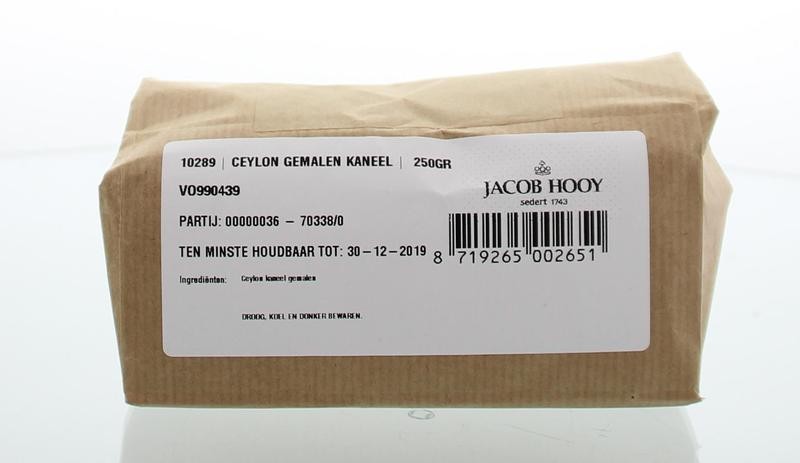 10289 | CEYLON GEMALEN KANEEL | 250GR
VO990439
PARTIJ: 00000036 - 70338/0
TEN MINSTE HOUDBAAR TOT: 30-12-2019
Ingrediënten: Ceylon kaneel gemalen
DROOG, KOEL EN DONKER BEWAREN.
JACOB HOOY
sedert 1743
8 719265 002651